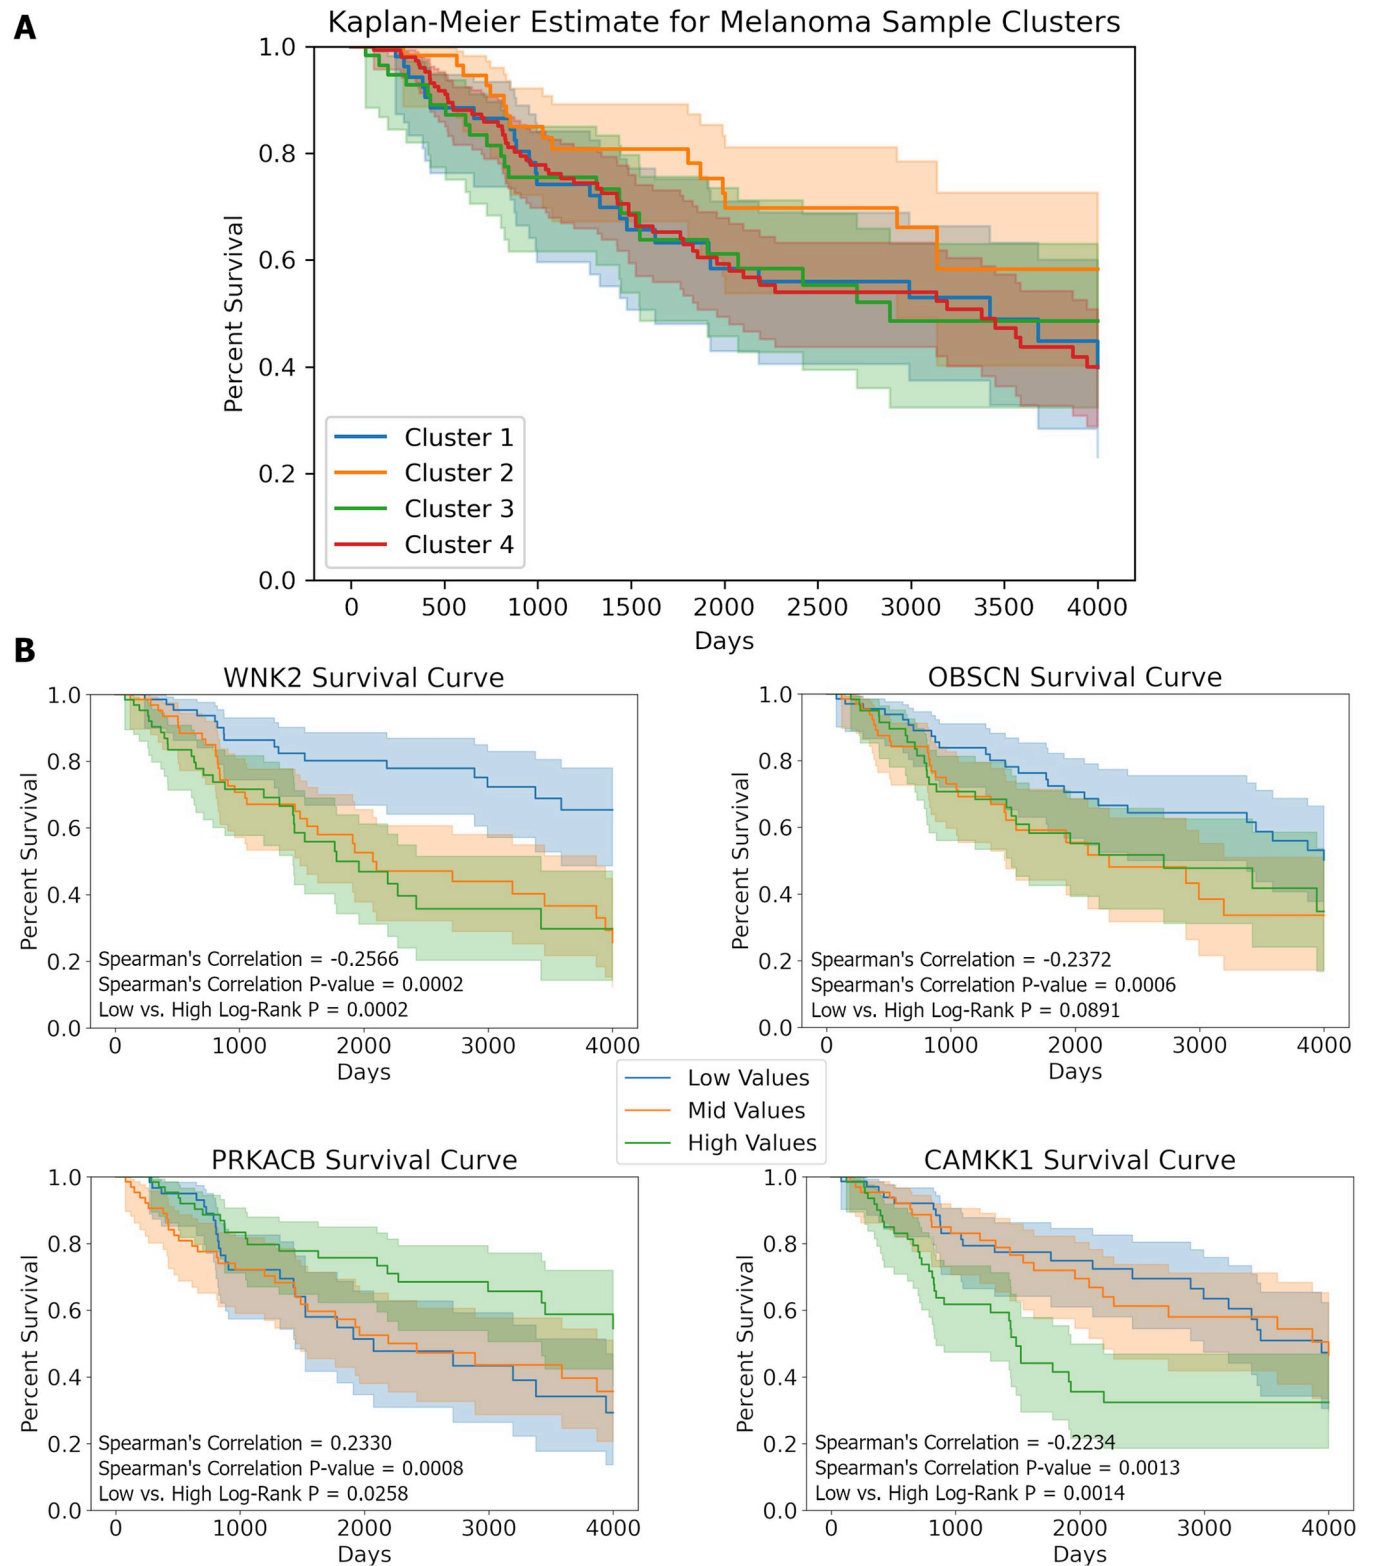 A
Kaplan-Meier Estimate for Melanoma Sample Clusters
1.0
0.8
0.6
0.4
0.2
0.0
Percent Survival
Cluster 1
Cluster 2
Cluster 3
Cluster 4
0 500 1000 1500 2000 2500 3000 3500 4000
Days
B
WNK2 Survival Curve
1.0
0.8
0.6
0.4
0.2
0.0
Percent Survival
Spearman's Correlation = -0.2566
Spearman's Correlation P-value = 0.0002
Low vs. High Log-Rank P = 0.0002
0 1000 2000 3000 4000
Days
OBSCN Survival Curve
1.0
0.8
0.6
0.4
0.2
0.0
Percent Survival
Spearman's Correlation = -0.2372
Spearman's Correlation P-value = 0.0006
Low vs. High Log-Rank P = 0.0891
0 1000 2000 3000 4000
Days
Low Values
Mid Values
High Values
PRKACB Survival Curve
1.0
0.8
0.6
0.4
0.2
0.0
Percent Survival
Spearman's Correlation = 0.2330
Spearman's Correlation P-value = 0.0008
Low vs. High Log-Rank P = 0.0258
0 1000 2000 3000 4000
Days
CAMKK1 Survival Curve
1.0
0.8
0.6
0.4
0.2
0.0
Percent Survival
Spearman's Correlation = -0.2234
Spearman's Correlation P-value = 0.0013
Low vs. High Log-Rank P = 0.0014
0 1000 2000 3000 4000
Days